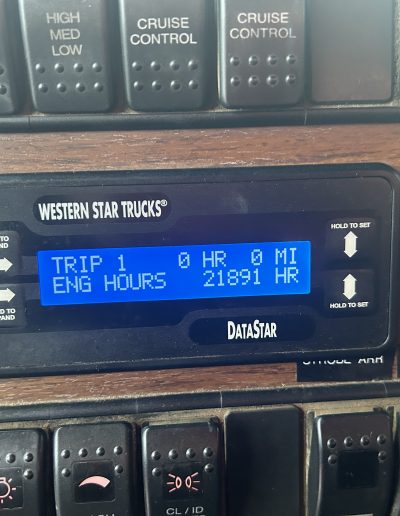 HIGH
MED
LOW
CRUISE
CONTROL
CRUISE
CONTROL
WESTERN STAR TRUCKS®
HOLD TO SET
TRIP 1 0 HR 0 MI
ENG HOURS 21891 HR
HOLD TO SET
DATASTAR
CL / ID